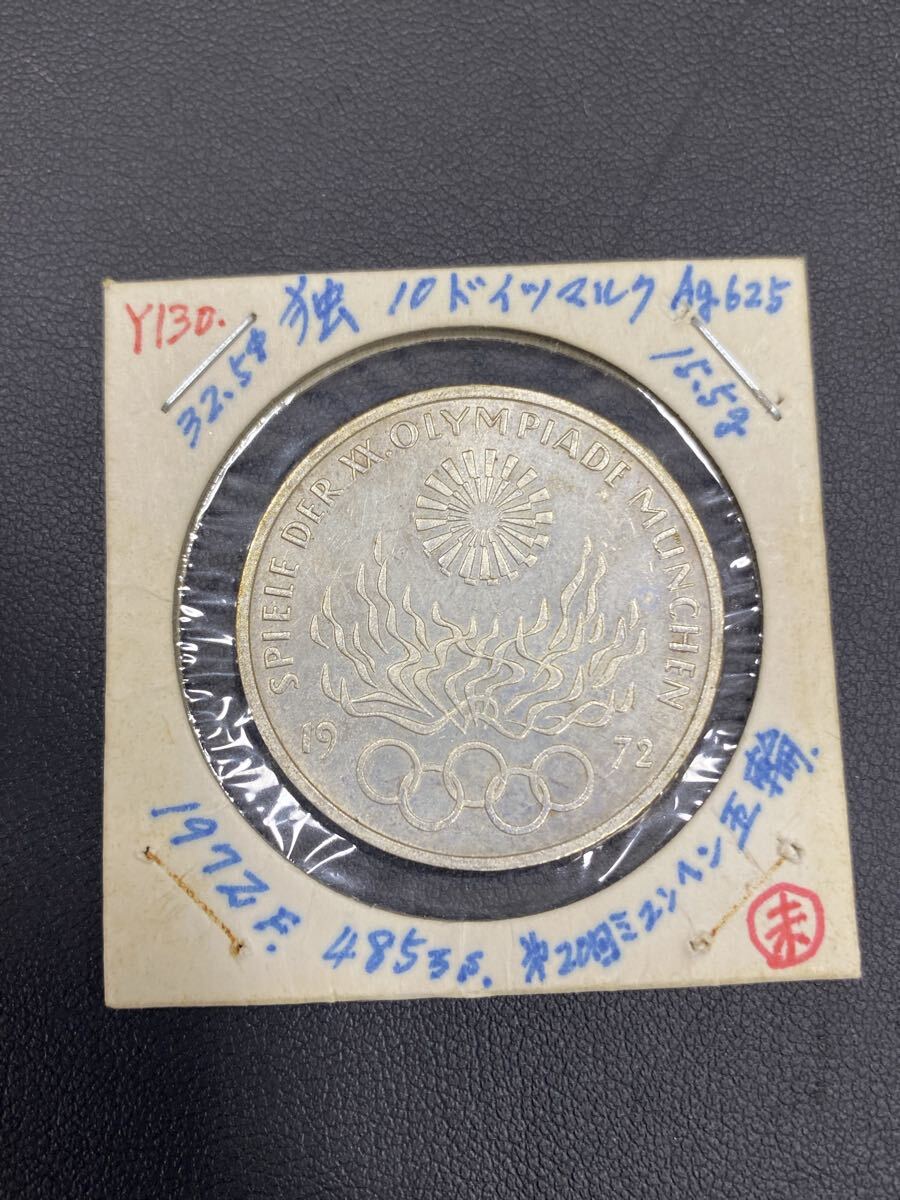 Y130.
独 10ドイツマルク Ag625
32.5φ
15.5g
SPIELE DER XX. OLYMPIADE MÜNCHEN
19 72
1972 F.
485万
第20回ミュンヘン五輪.
未